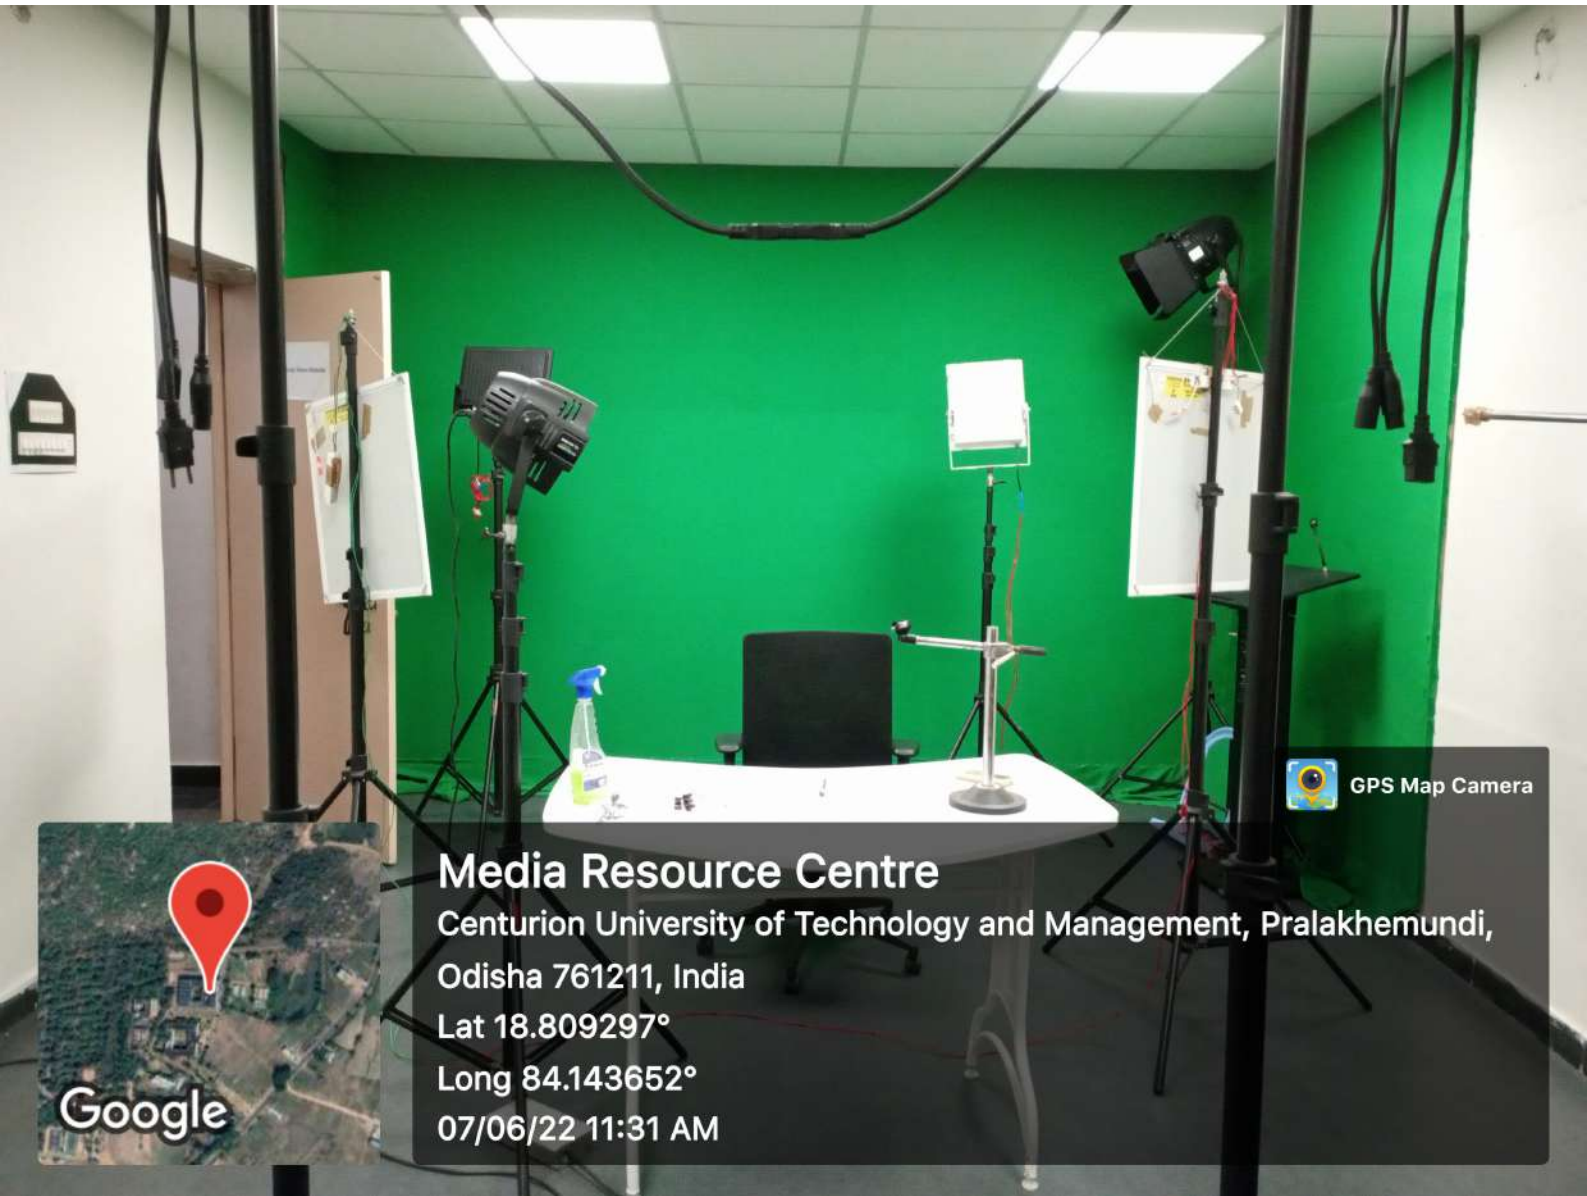 GPS Map Camera
Media Resource Centre
Centurion University of Technology and Management, Pralakhemundi,
Odisha 761211, India
Lat 18.809297°
Long 84.143652°
07/06/22 11:31 AM
Google